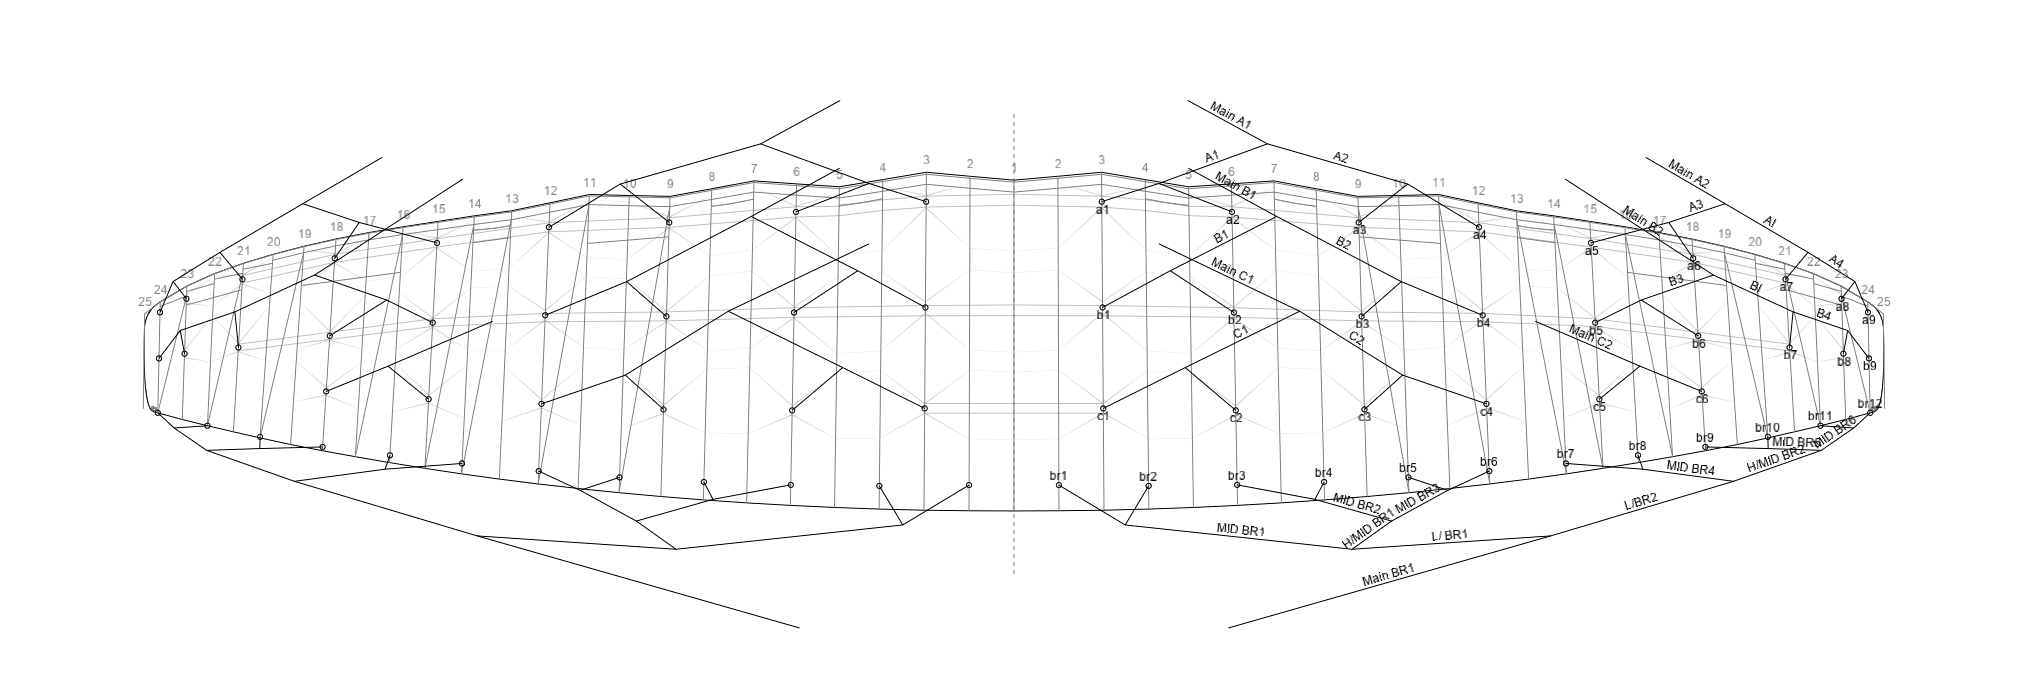 Main A1
Main A2
A1
A2
A3
AI
A4
Main B1
Main B2
B1
B2
B3
BI
B4
Main C1
Main C2
C1
C2
25 24 23 22 21 20 19 18 17 16 15 14 13 12 11 10 9 8 7 6 5 4 3 2 1 2 3 4 5 6 7 8 9 10 11 12 13 14 15 17 18 19 20 21 22 23 24 25
a1 a2 a3 a4 a5 a6 a7 a8 a9
b1 b2 b3 b4 b5 b6 b7 b8 b9
c1 c2 c3 c4 c5 c6
br1 br2 br3 br4 br5 br6 br7 br8 br9 br10 br11 br12
MID BR1
MID BR2
MID BR3
MID BR4
MID BR6
H/MID BR1
H/MID BR2
L/ BR1
L/BR2
Main BR1